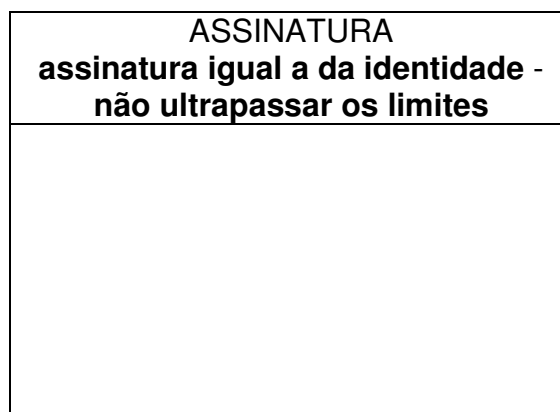 ASSINATURA
assinatura igual a da identidade -
não ultrapassar os limites